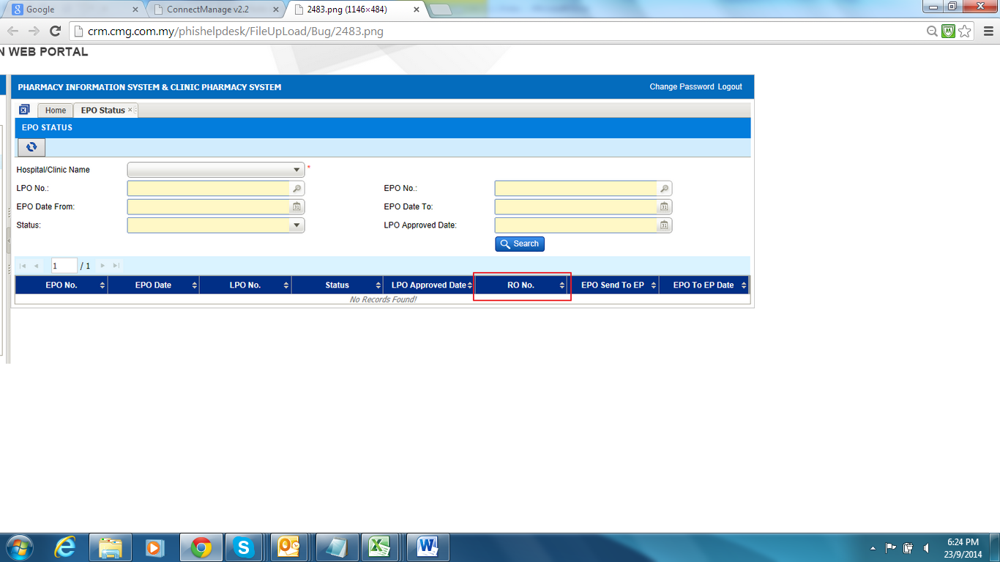 Google
ConnectManage v2.2
2483.png (1146×484)
crm.cmg.com.my/phishelpdesk/FileUpLoad/Bug/2483.png
N WEB PORTAL
PHARMACY INFORMATION SYSTEM & CLINIC PHARMACY SYSTEM
Change Password Logout
Home
EPO Status
EPO STATUS
Hospital/Clinic Name *
LPO No.:
EPO No.:
EPO Date From:
EPO Date To:
Status:
LPO Approved Date:
Search
1 / 1
EPO No. EPO Date LPO No. Status LPO Approved Date RO No. EPO Send To EP EPO To EP Date
No Records Found!
6:24 PM
23/9/2014